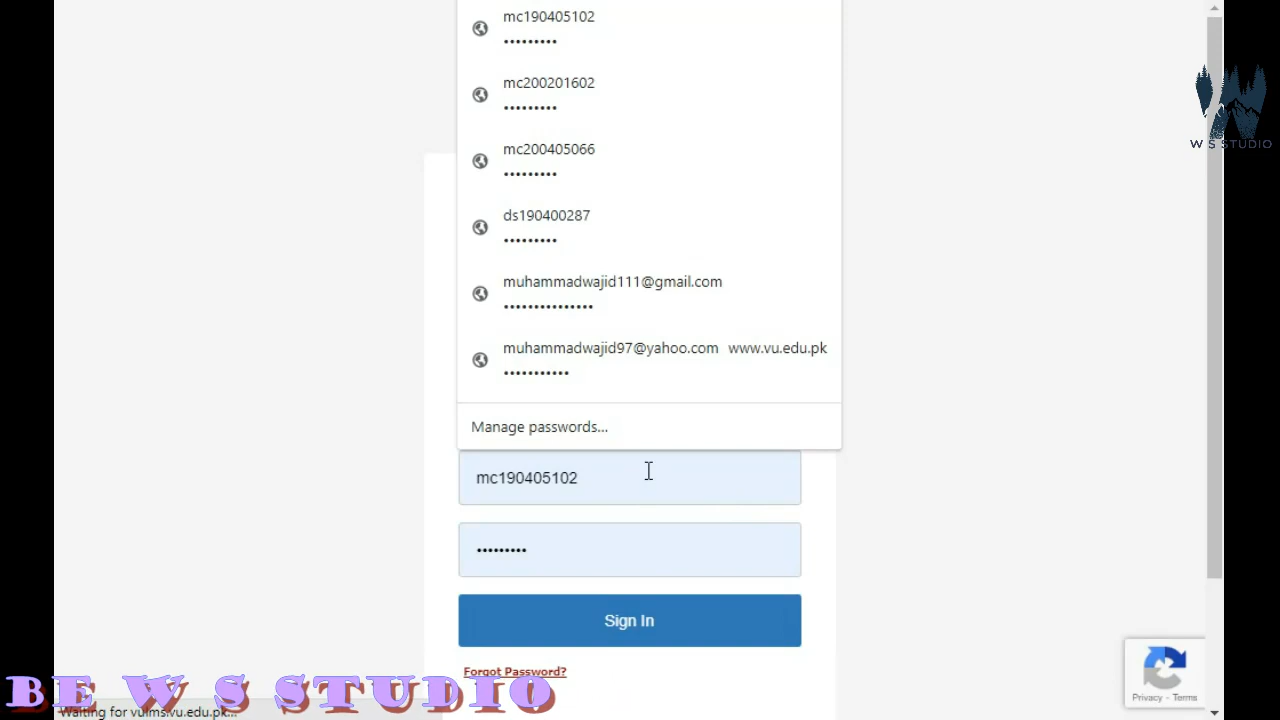 mc190405102
•••••••••
mc200201602
•••••••••
mc200405066
•••••••••
ds190400287
•••••••••
muhammadwajid111@gmail.com
•••••••••••••••
muhammadwajid97@yahoo.com www.vu.edu.pk
•••••••••••
Manage passwords...
mc190405102
•••••••••
Sign In
Forgot Password?
W S STUDIO
Privacy - Terms
BE W S STUDIO
Waiting for vulms.vu.edu.pk...